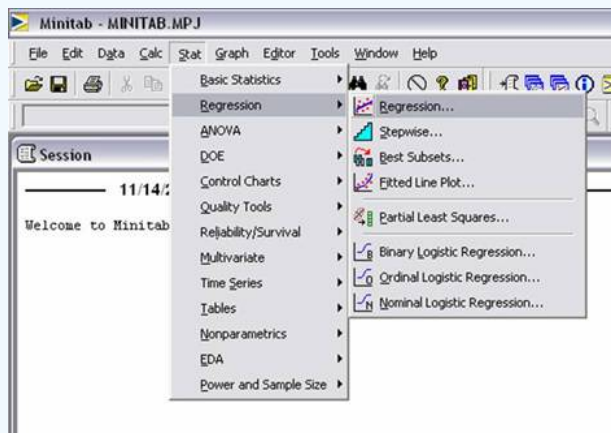 Minitab - MINITAB.MPJ
File Edit Data Calc Stat Graph Editor Tools Window Help
Basic Statistics
Regression
ANOVA
DOE
Control Charts
Quality Tools
Reliability/Survival
Multivariate
Time Series
Tables
Nonparametrics
EDA
Power and Sample Size
Regression...
Stepwise...
Best Subsets...
Fitted Line Plot...
Partial Least Squares...
Binary Logistic Regression...
Ordinal Logistic Regression...
Nominal Logistic Regression...
Session
11/14/2
Welcome to Minitab